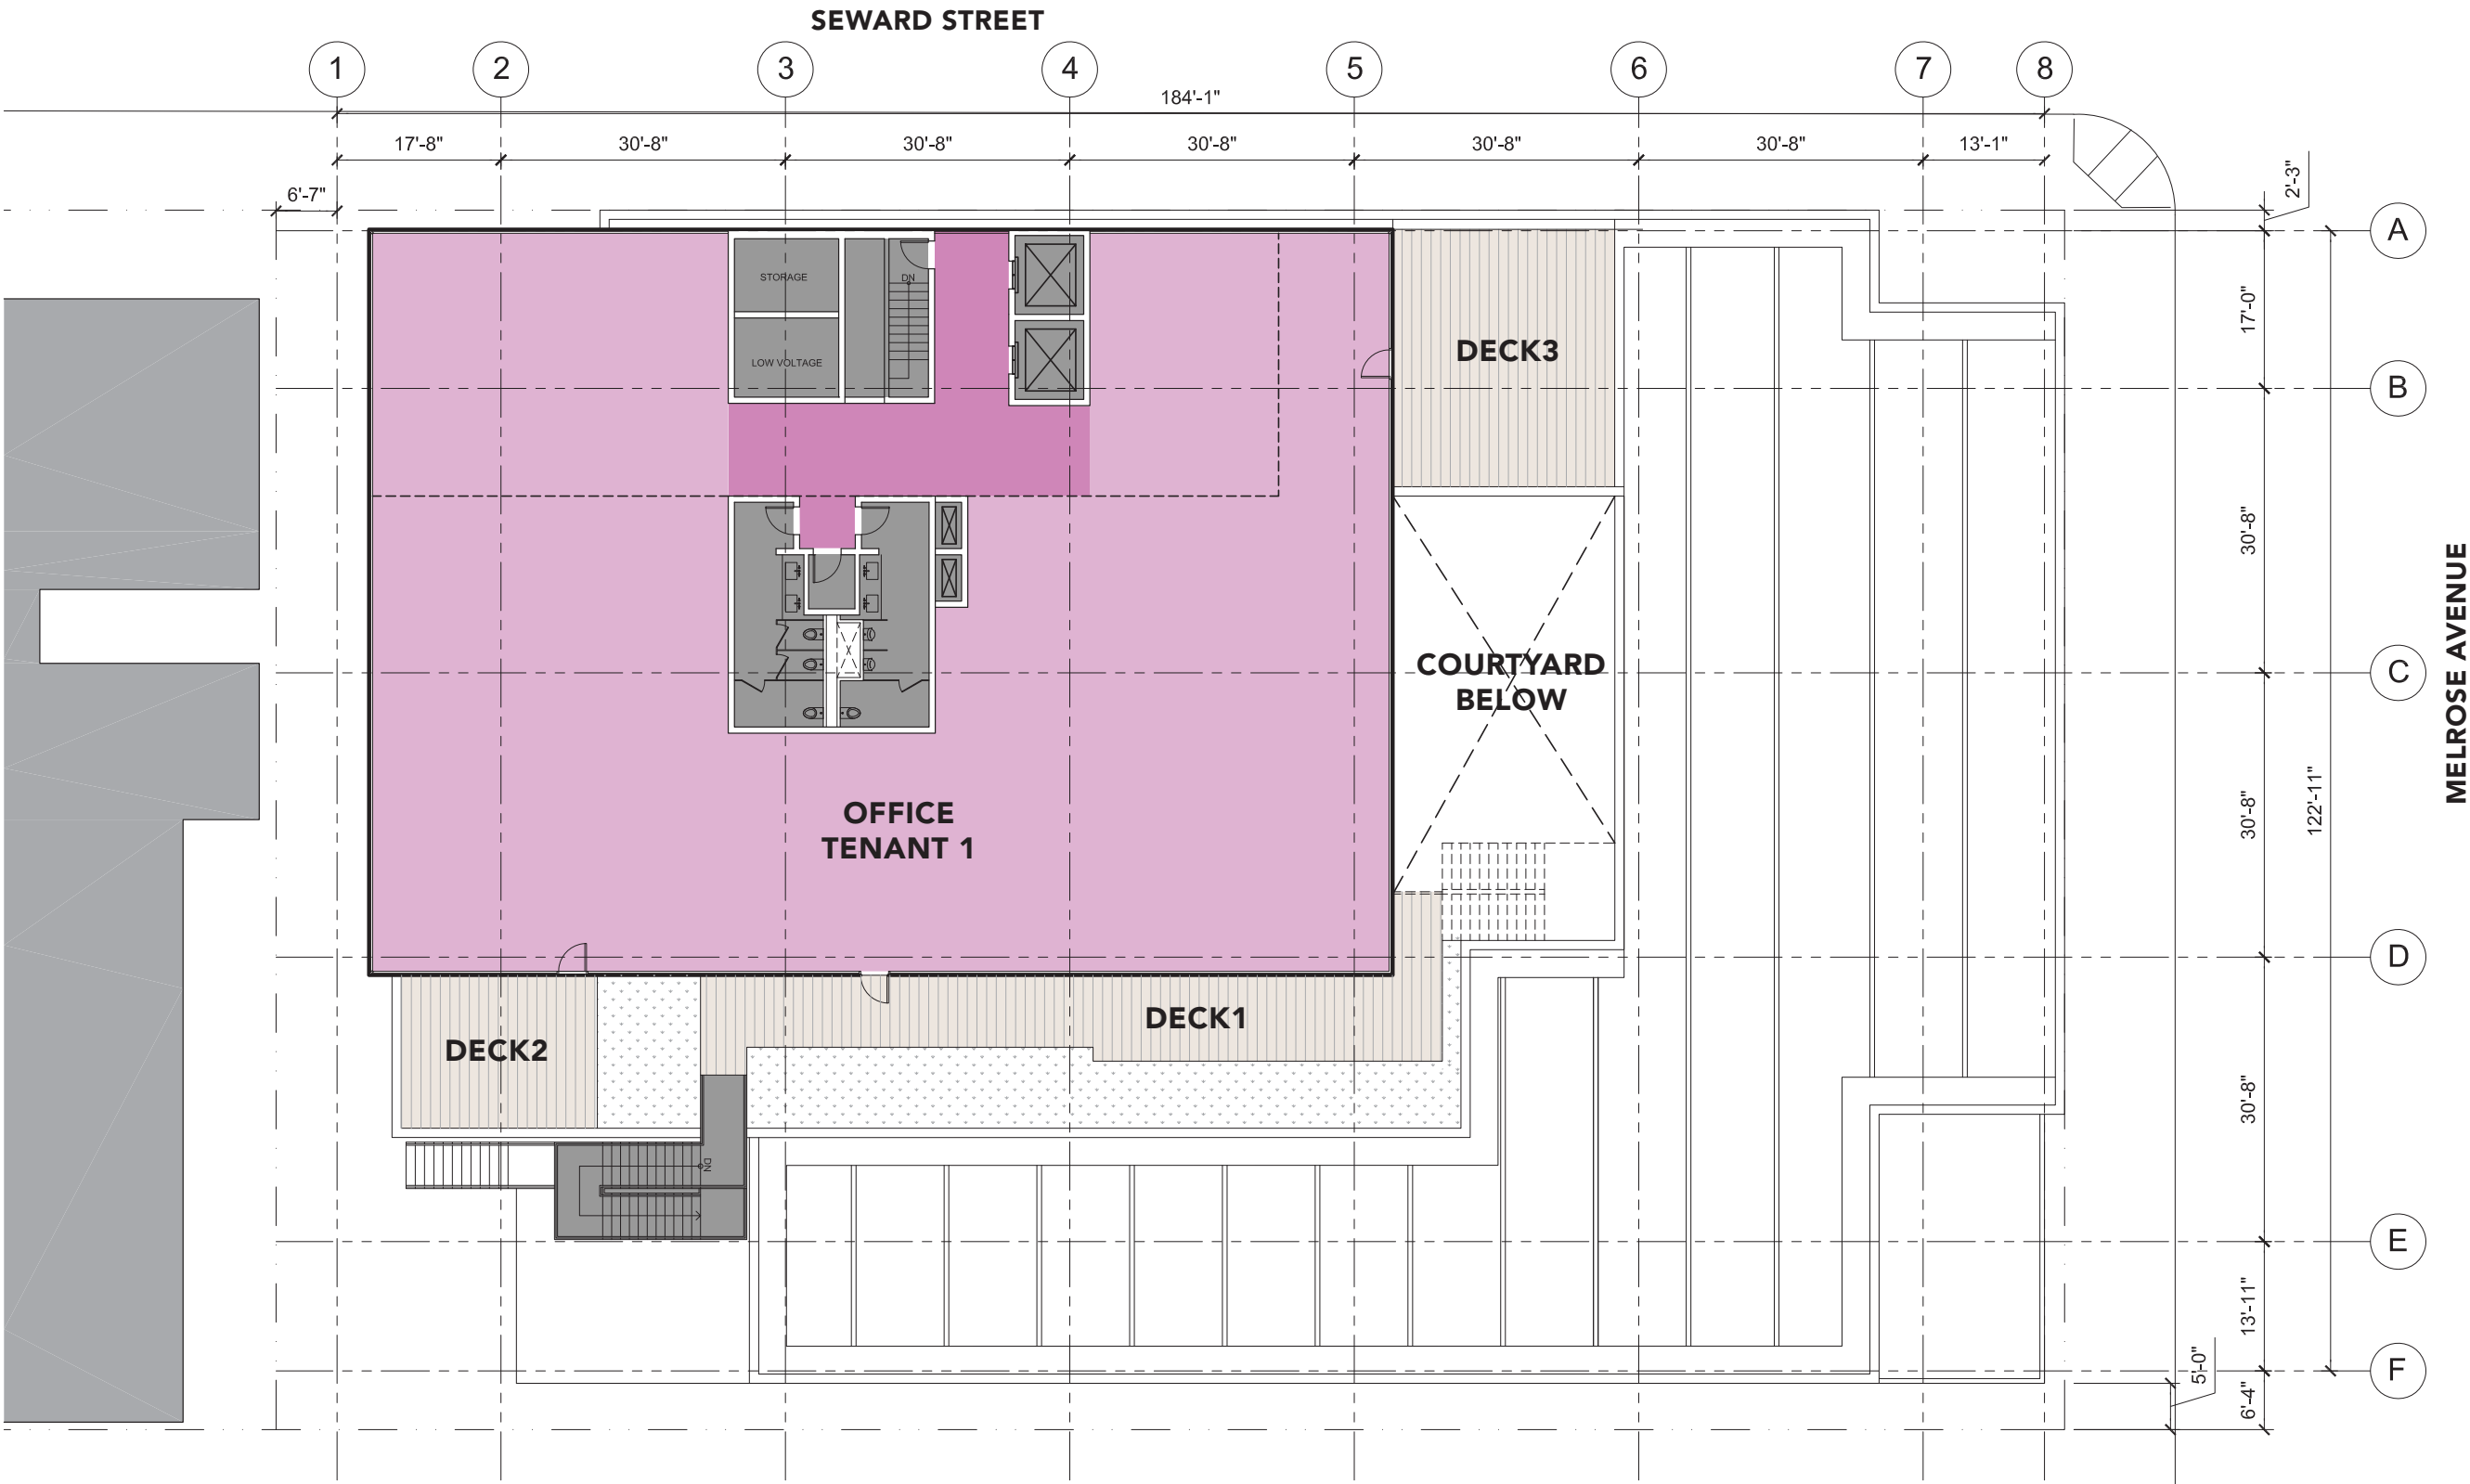 SEWARD STREET
1
2
3
4
5
6
7
8
184'-1"
17'-8"
30'-8"
30'-8"
30'-8"
30'-8"
30'-8"
13'-1"
6'-7"
2'-3"
A
17'-0"
STORAGE
DN
LOW VOLTAGE
DECK3
B
30'-8"
COURTYARD
BELOW
C
MELROSE AVENUE
OFFICE
TENANT 1
30'-8"
122'-11"
D
DECK1
DECK2
30'-8"
DN
E
13'-11"
F
5'-0"
6'-4"